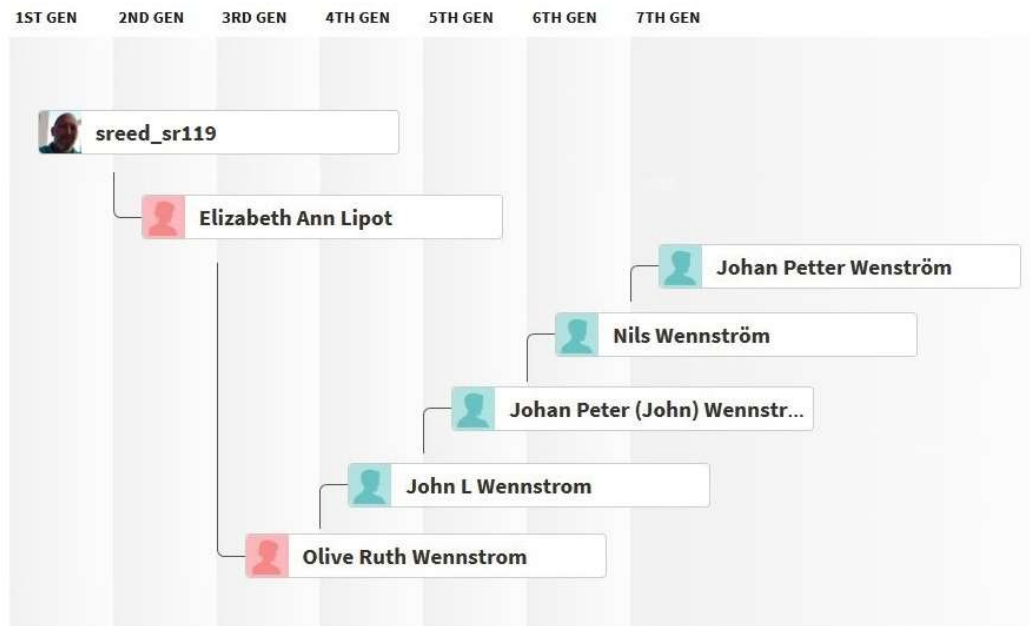 1ST GEN 2ND GEN 3RD GEN 4TH GEN 5TH GEN 6TH GEN 7TH GEN
sreed_sr119
Elizabeth Ann Lipot
Johan Petter Wenström
Nils Wennström
Johan Peter (John) Wennstr...
John L Wennstrom
Olive Ruth Wennstrom